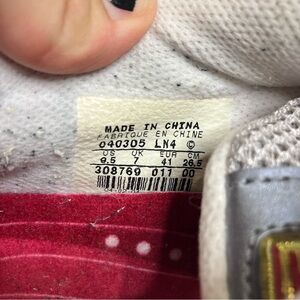 MADE IN CHINA
FABRIQUE EN CHINE
040305 LN4 ©
US UK EUR CM
9.5 7 41 26.5
308769 011 00